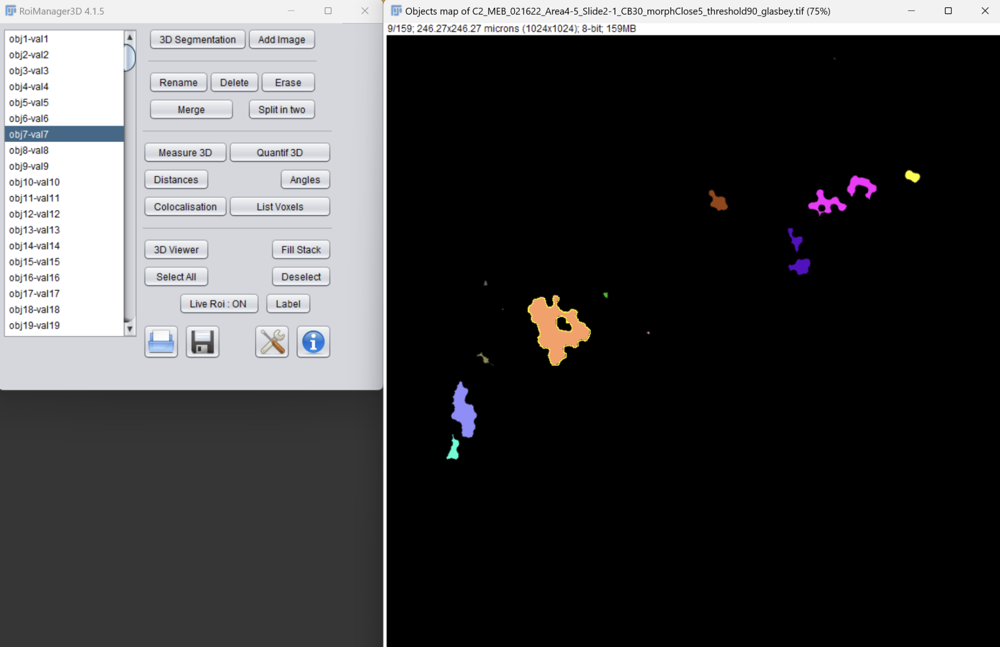 RoiManager3D 4.1.5
obj1-val1
obj2-val2
obj3-val3
obj4-val4
obj5-val5
obj6-val6
obj7-val7
obj8-val8
obj9-val9
obj10-val10
obj11-val11
obj12-val12
obj13-val13
obj14-val14
obj15-val15
obj16-val16
obj17-val17
obj18-val18
obj19-val19
3D Segmentation Add Image
Rename Delete Erase
Merge Split in two
Measure 3D Quantif 3D
Distances Angles
Colocalisation List Voxels
3D Viewer Fill Stack
Select All Deselect
Live Roi : ON Label
Objects map of C2_MEB_021622_Area4-5_Slide2-1_CB30_morphClose5_threshold90_glasbey.tif (75%)
9/159; 246.27x246.27 microns (1024x1024); 8-bit; 159MB